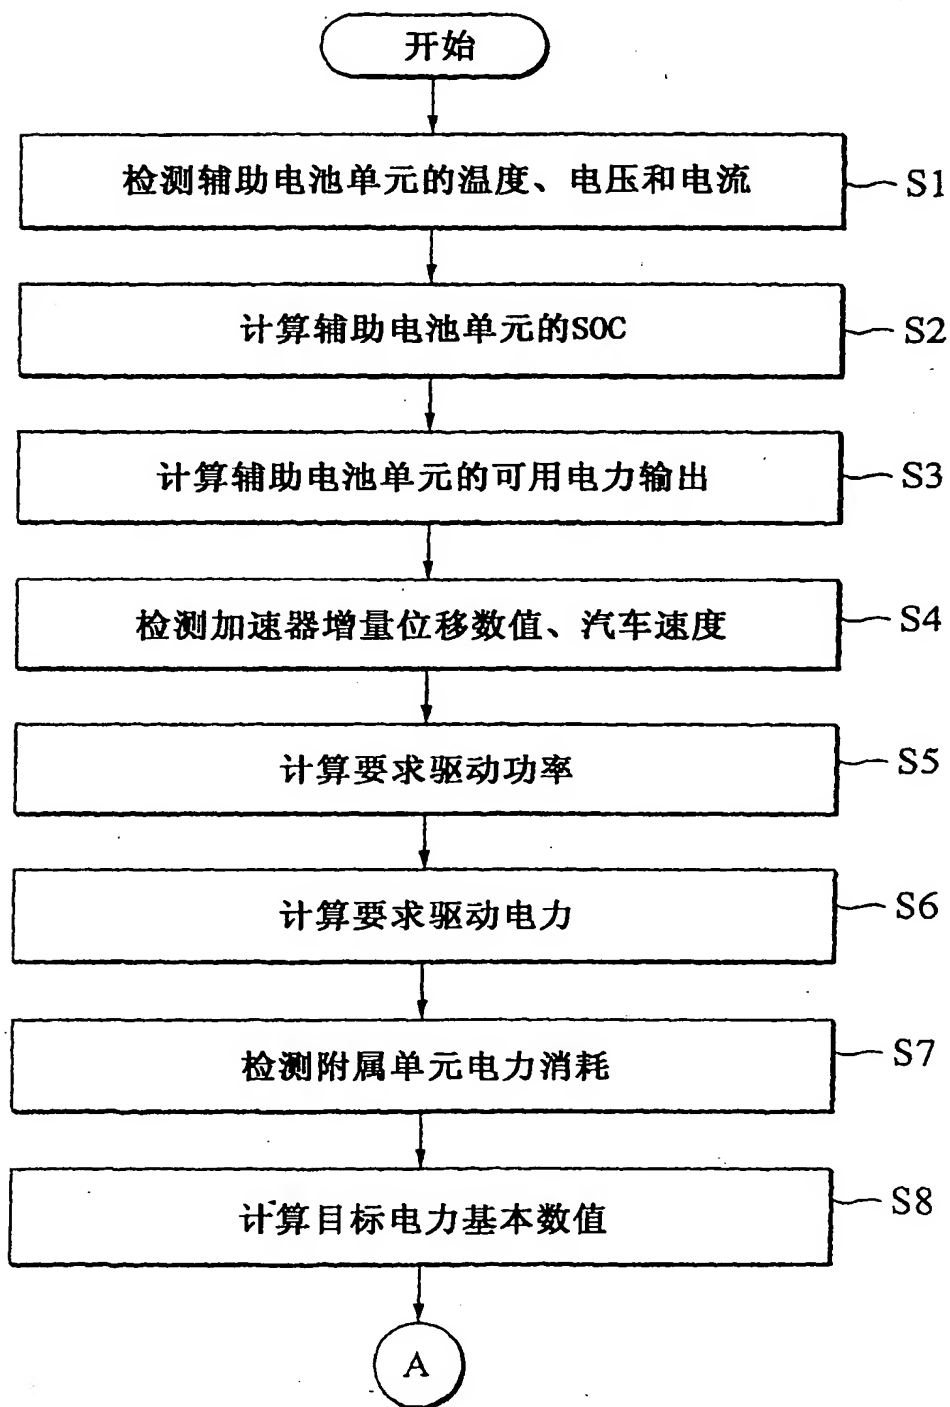 开始
检测辅助电池单元的温度、电压和电流
S1
计算辅助电池单元的SOC
S2
计算辅助电池单元的可用电力输出
S3
检测加速器增量位移数值、汽车速度
S4
计算要求驱动功率
S5
计算要求驱动电力
S6
检测附属单元电力消耗
S7
计算目标电力基本数值
S8
A